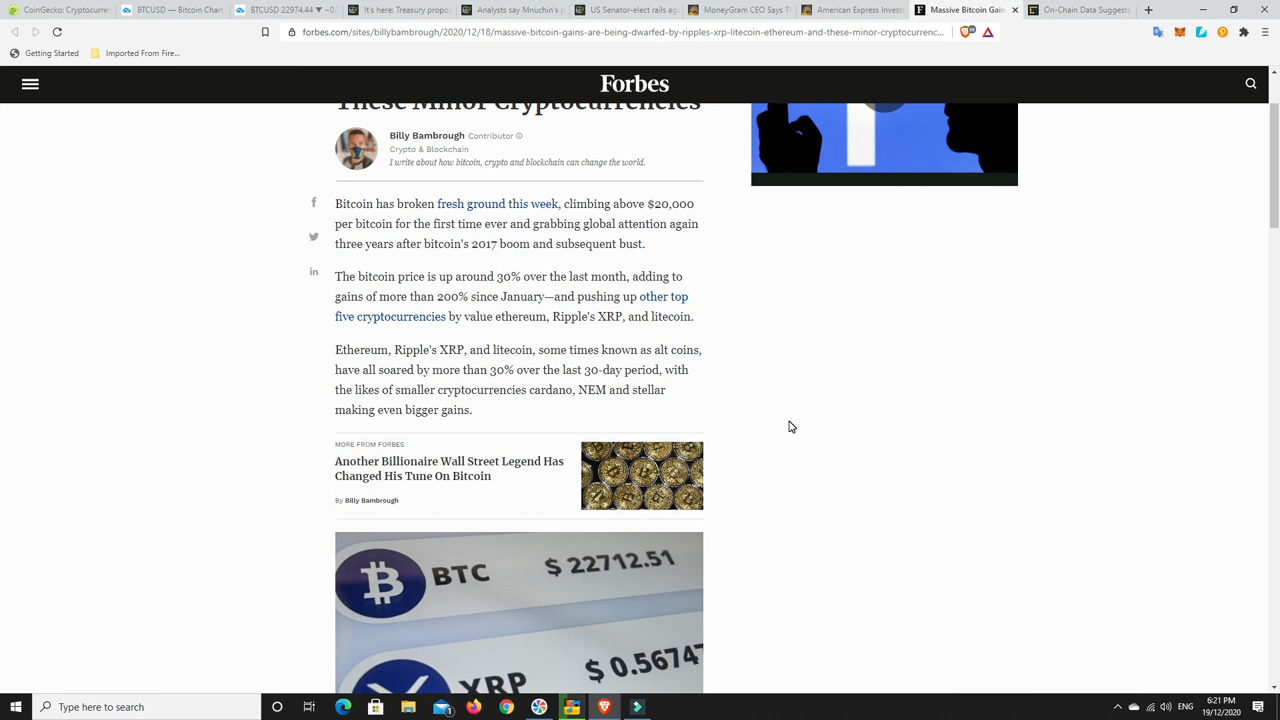 CoinGecko: Cryptocurren
BTCUSD — Bitcoin Chart
BTCUSD 22974.44 ▼ −0.
It's here: Treasury propo
Analysts say Mnuchin's p
US Senator-elect rails ag
MoneyGram CEO Says Th
American Express Invest
Massive Bitcoin Gain
On-Chain Data Suggests
forbes.com/sites/billybambrough/2020/12/18/massive-bitcoin-gains-are-being-dwarfed-by-ripples-xrp-litecoin-ethereum-and-these-minor-cryptocurrenc...
Getting Started
Imported From Fire...
Forbes
These Minor Cryptocurrencies
Billy Bambrough Contributor
Crypto & Blockchain
I write about how bitcoin, crypto and blockchain can change the world.
Bitcoin has broken fresh ground this week, climbing above $20,000
per bitcoin for the first time ever and grabbing global attention again
three years after bitcoin's 2017 boom and subsequent bust.
The bitcoin price is up around 30% over the last month, adding to
gains of more than 200% since January—and pushing up other top
five cryptocurrencies by value ethereum, Ripple's XRP, and litecoin.
Ethereum, Ripple's XRP, and litecoin, some times known as alt coins,
have all soared by more than 30% over the last 30-day period, with
the likes of smaller cryptocurrencies cardano, NEM and stellar
making even bigger gains.
MORE FROM FORBES
Another Billionaire Wall Street Legend Has
Changed His Tune On Bitcoin
By Billy Bambrough
BTC $ 22712.51
XRP $ 0.5674
Type here to search
ENG
6:21 PM
19/12/2020